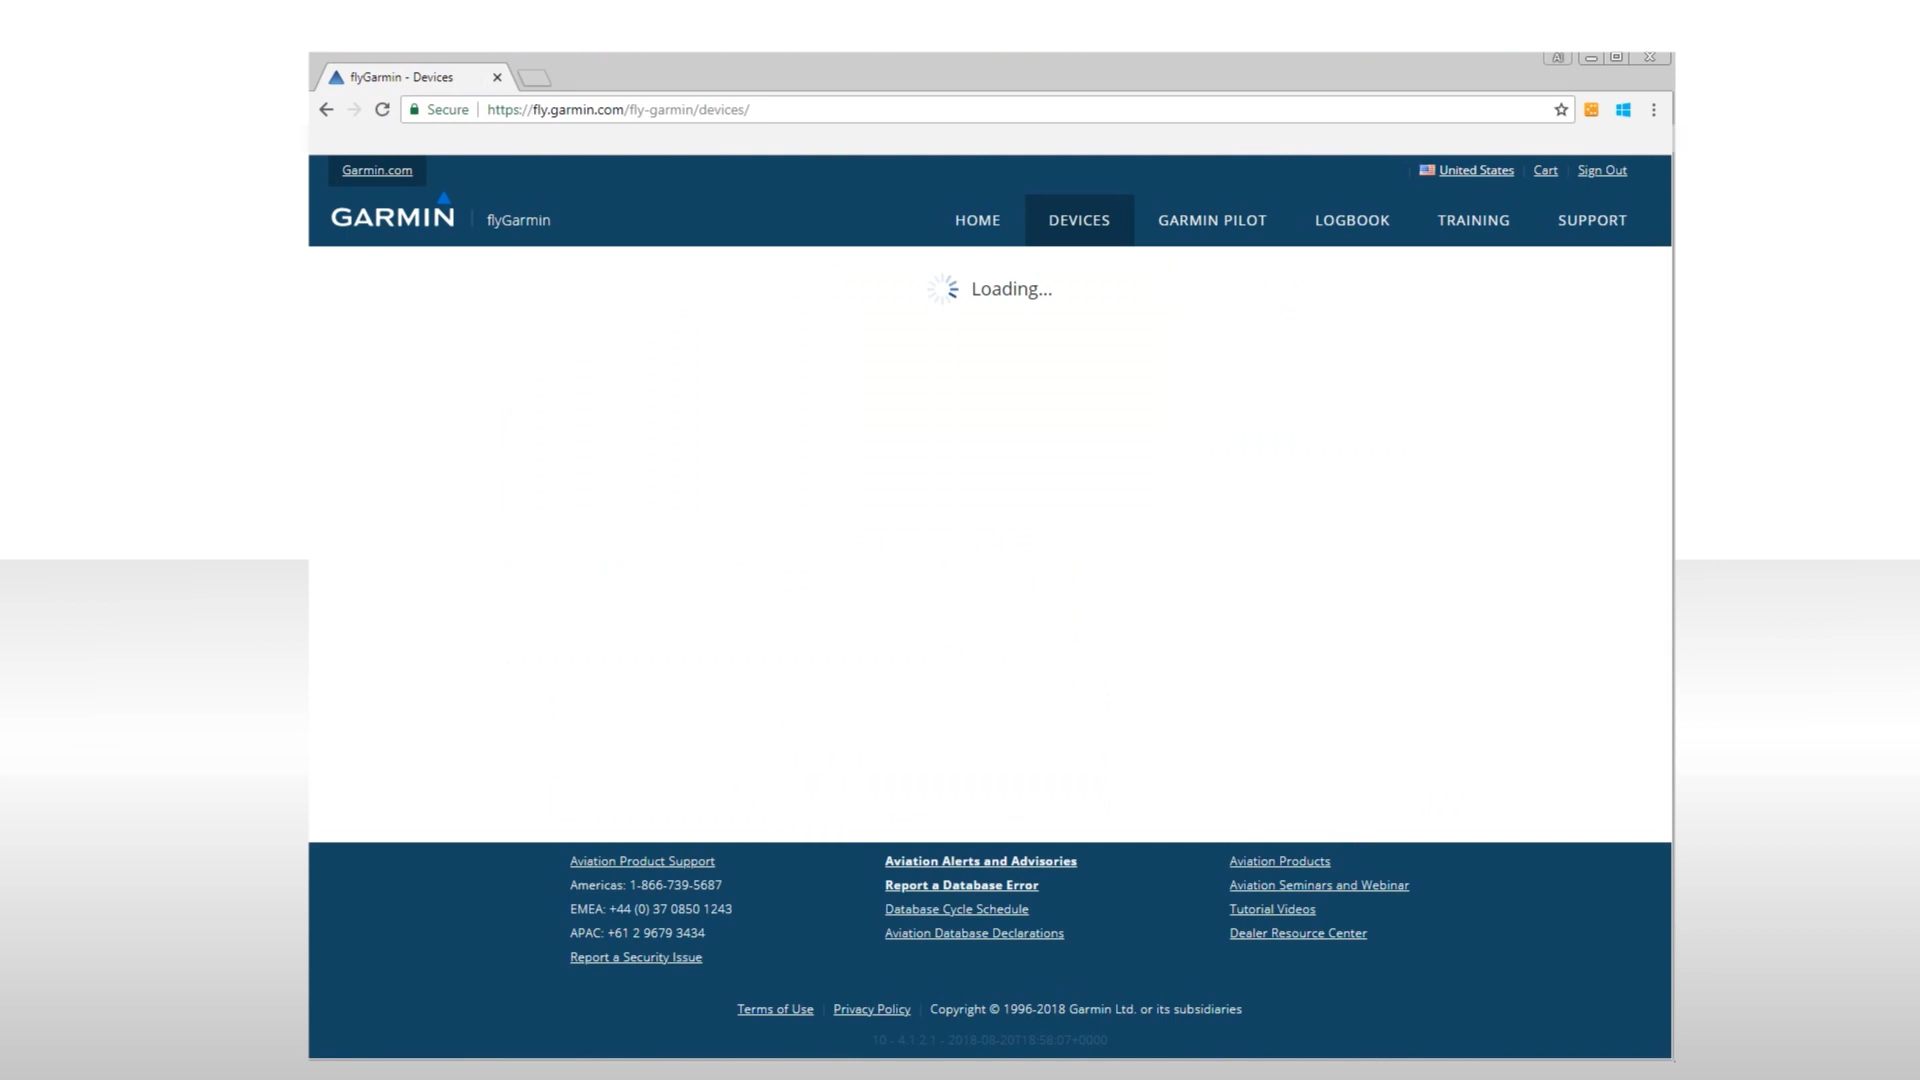 flyGarmin - Devices
Secure | https://fly.garmin.com/fly-garmin/devices/
Garmin.com
United States | Cart | Sign Out
GARMIN | flyGarmin
HOME DEVICES GARMIN PILOT LOGBOOK TRAINING SUPPORT
Loading...
Aviation Product Support
Americas: 1-866-739-5687
EMEA: +44 (0) 37 0850 1243
APAC: +61 2 9679 3434
Report a Security Issue
Aviation Alerts and Advisories
Report a Database Error
Database Cycle Schedule
Aviation Database Declarations
Aviation Products
Aviation Seminars and Webinar
Tutorial Videos
Dealer Resource Center
Terms of Use | Privacy Policy | Copyright © 1996-2018 Garmin Ltd. or its subsidiaries
10 - 4.1.2.1 - 2018-08-20T18:58:07+0000